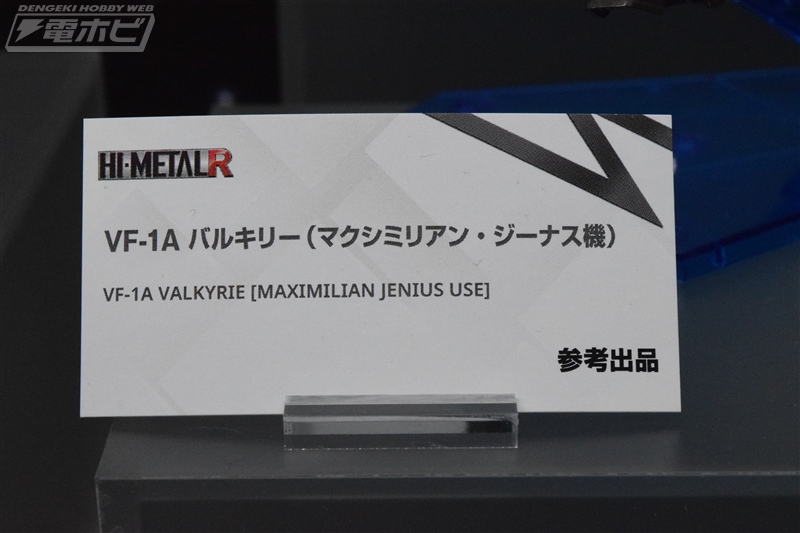 DENGEKI HOBBY WEB
電ホビ
HI-METAL R
VF-1A バルキリー（マクシミリアン・ジーナス機）
VF-1A VALKYRIE [MAXIMILIAN JENIUS USE]
参考出品